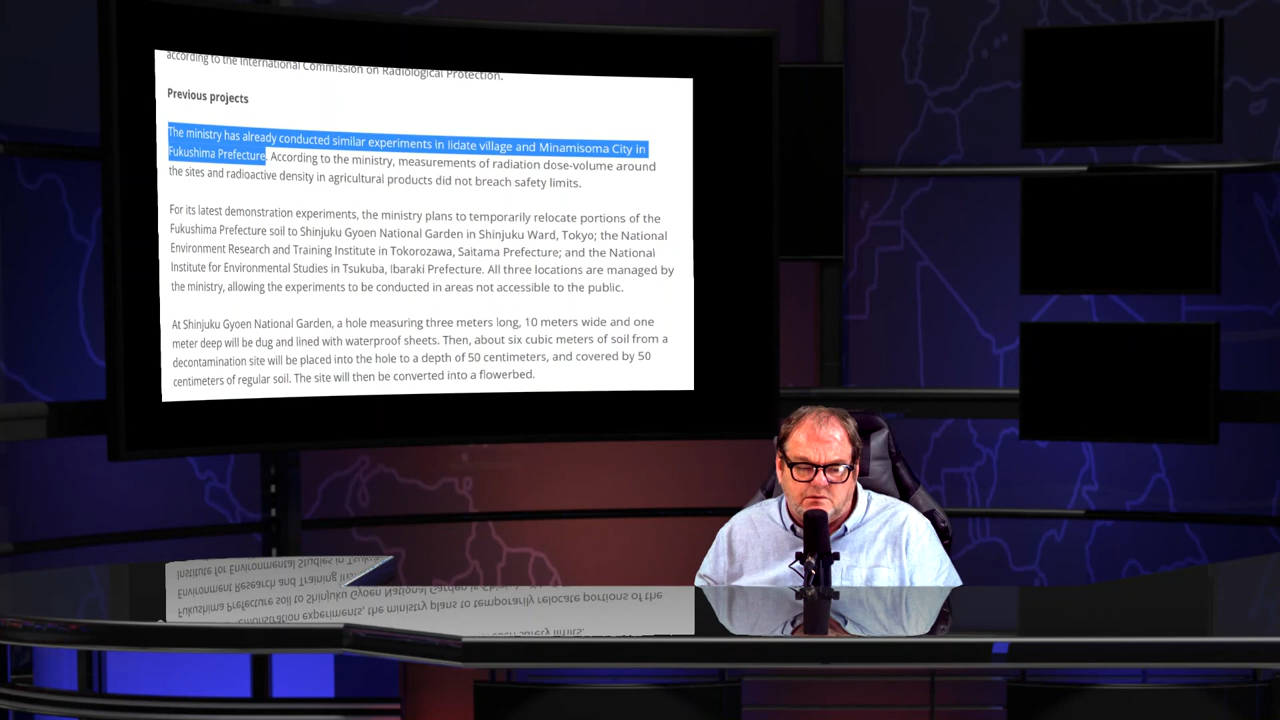 according to the International Commission on Radiological Protection.
Previous projects
The ministry has already conducted similar experiments in Iidate village and Minamisoma City in
Fukushima Prefecture. According to the ministry, measurements of radiation dose-volume around
the sites and radioactive density in agricultural products did not breach safety limits.
For its latest demonstration experiments, the ministry plans to temporarily relocate portions of the
Fukushima Prefecture soil to Shinjuku Gyoen National Garden in Shinjuku Ward, Tokyo; the National
Environment Research and Training Institute in Tokorozawa, Saitama Prefecture; and the National
Institute for Environmental Studies in Tsukuba, Ibaraki Prefecture. All three locations are managed by
the ministry, allowing the experiments to be conducted in areas not accessible to the public.
At Shinjuku Gyoen National Garden, a hole measuring three meters long, 10 meters wide and one
meter deep will be dug and lined with waterproof sheets. Then, about six cubic meters of soil from a
decontamination site will be placed into the hole to a depth of 50 centimeters, and covered by 50
centimeters of regular soil. The site will then be converted into a flowerbed.